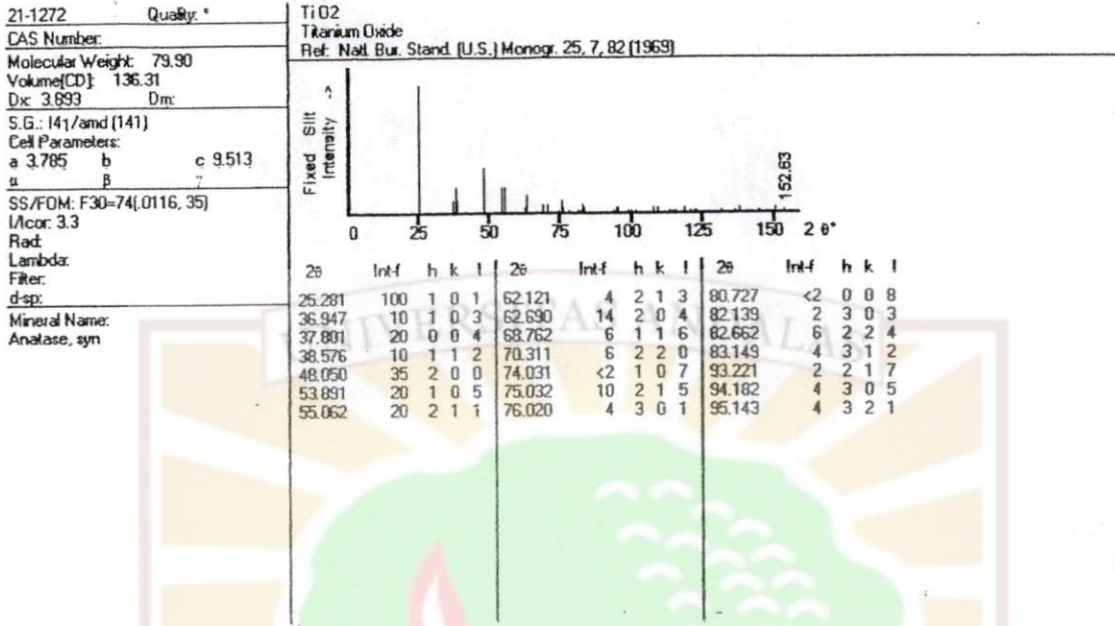 21-1272 Quality: *
CAS Number:
Molecular Weight: 79.90
Volume[CD]: 136.31
Dx: 3.893 Dm:
S.G.: I41/amd (141)
Cell Parameters:
a 3.785 b c 9.513
α β γ
SS/FOM: F30=74(.0116, 35)
I/Icor: 3.3
Rad:
Lambda:
Filter:
d-sp:
Mineral Name:
Anatase, syn
Ti O2
Titanium Oxide
Ref: Natl. Bur. Stand. (U.S.) Monogr. 25, 7, 82 (1969)
Fixed Slit
Intensity ->
152.63
0 25 50 75 100 125 150 2 θ°
2θ Int-f h k l 2θ Int-f h k l 2θ Int-f h k l
25.281 100 1 0 1 62.121 4 2 1 3 80.727 <2 0 0 8
36.947 10 1 0 3 62.690 14 2 0 4 82.139 2 3 0 3
37.801 20 0 0 4 68.762 6 1 1 6 82.662 6 2 2 4
38.576 10 1 1 2 70.311 6 2 2 0 83.149 4 3 1 2
48.050 35 2 0 0 74.031 <2 1 0 7 93.221 2 2 1 7
53.891 20 1 0 5 75.032 10 2 1 5 94.182 4 3 0 5
55.062 20 2 1 1 76.020 4 3 0 1 95.143 4 3 2 1
UNIVERSITAS ANDALAS